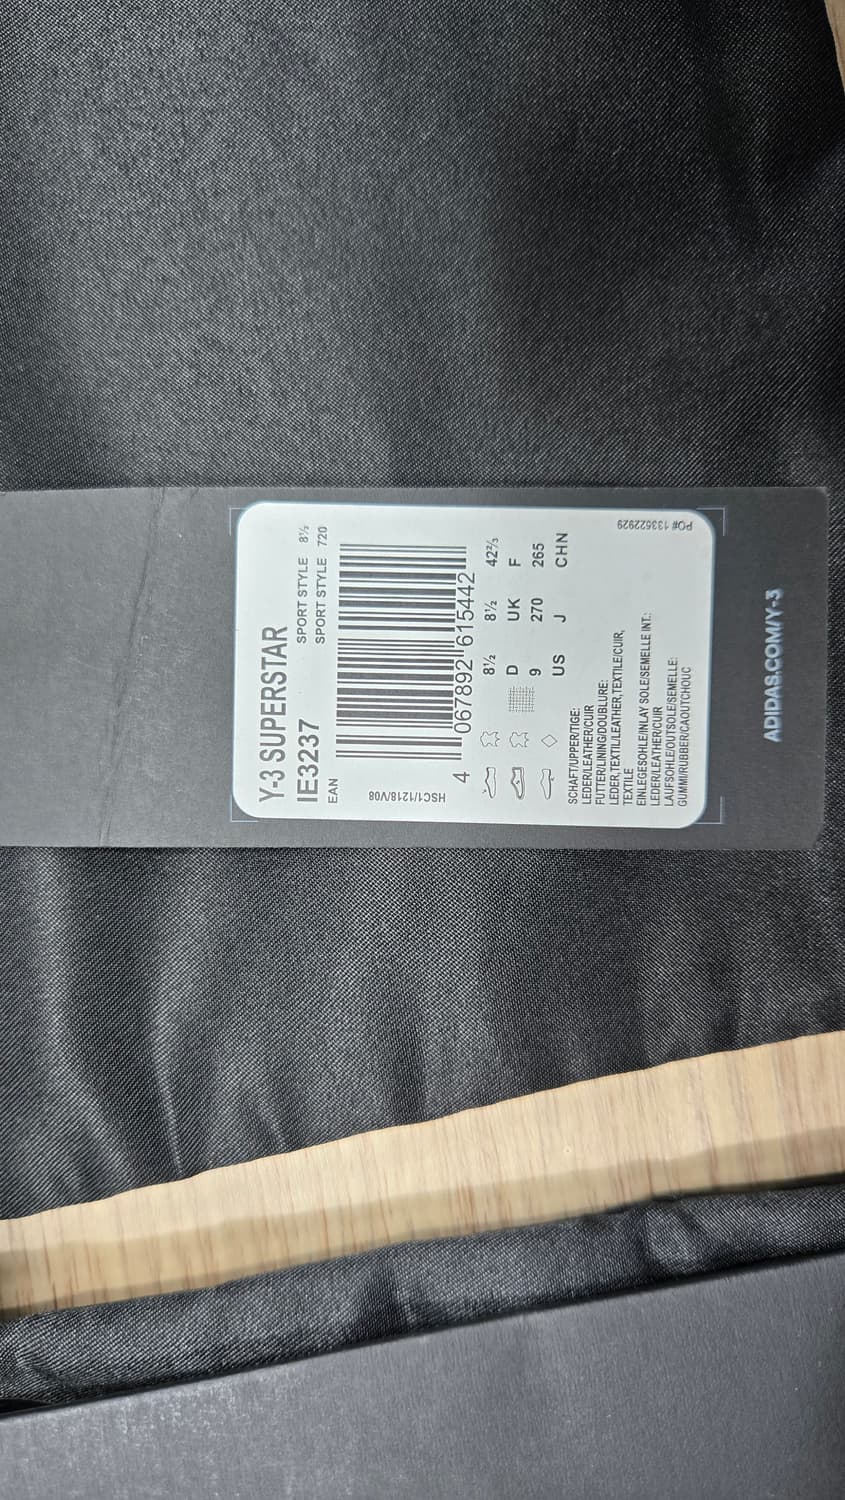 Y-3 SUPERSTAR
IE3237
SPORT STYLE 8½
SPORT STYLE 720
EAN
4 067892 615442
HSC1/1218/V08
8½ 8½ 42⅔
D UK F
9 270 265
US J CHN
SCHAFT/UPPER/TIGE:
LEDER/LEATHER/CUIR
FUTTER/LINING/DOUBLURE:
LEDER,TEXTIL/LEATHER,TEXTILE/CUIR,
TEXTILE
EINLEGESOHLE/INLAY SOLE/SEMELLE INT.:
LEDER/LEATHER/CUIR
LAUFSOHLE/OUTSOLE/SEMELLE:
GUMMI/RUBBER/CAOUTCHOUC
PO# 133522929
ADIDAS.COM/Y-3